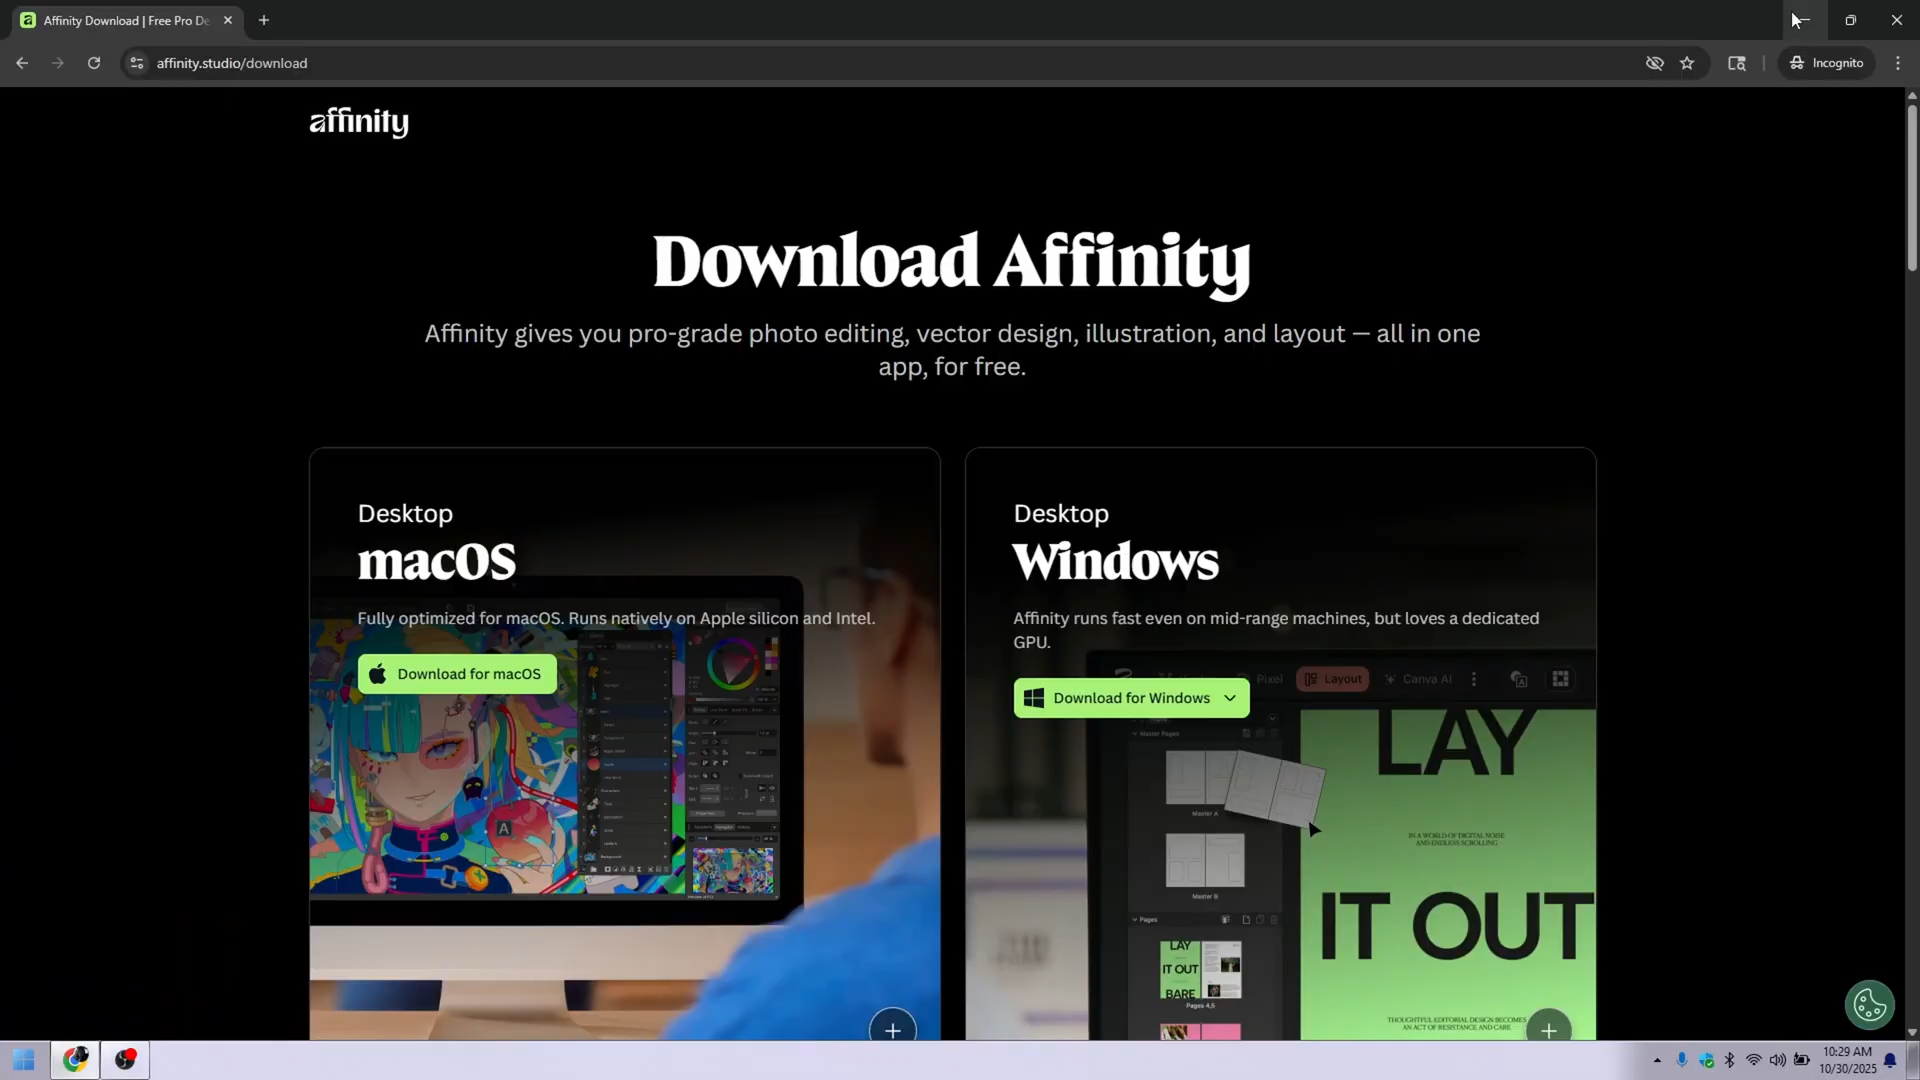 Affinity Download | Free Pro De
affinity.studio/download
Incognito
affinity
Download Affinity
Affinity gives you pro-grade photo editing, vector design, illustration, and layout — all in one
app, for free.
Desktop
macOS
Fully optimized for macOS. Runs natively on Apple silicon and Intel.
Download for macOS
A
Desktop
Windows
Affinity runs fast even on mid-range machines, but loves a dedicated
GPU.
Download for Windows
Pixel
Layout
Canva AI
Master Pages
Master A
Master B
Pages
LAY
IT OUT
BARE
Pages 4,5
LAY
IN A WORLD OF DIGITAL NOISE
AND ENDLESS SCROLLING
IT OUT
THOUGHTFUL EDITORIAL DESIGN BECOMES
AN ACT OF RESISTANCE AND CARE
10:29 AM
10/30/2025